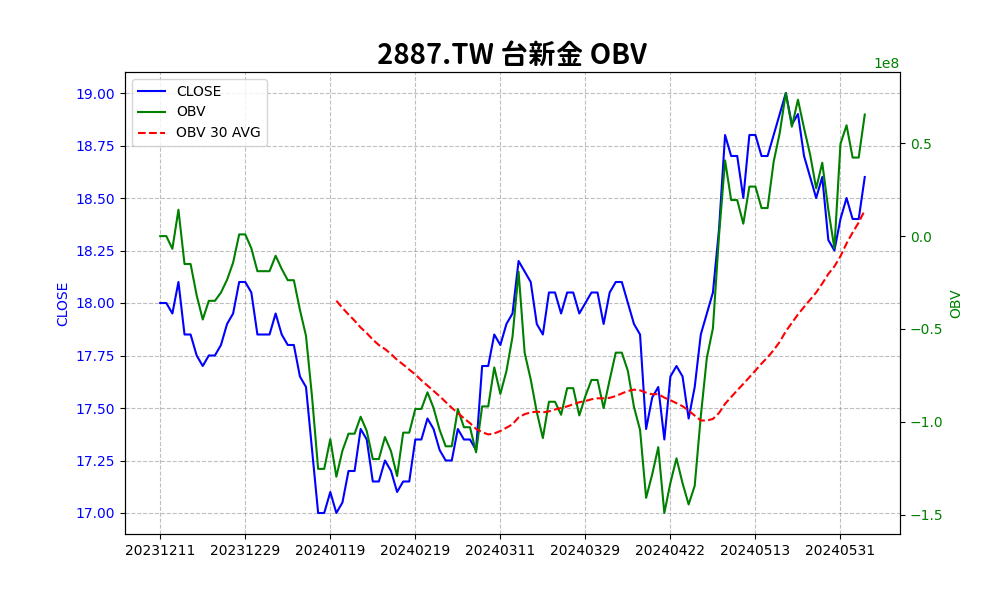 2887.TW 台新金 OBV
1e8
CLOSE
OBV
OBV 30 AVG
19.00
18.75
18.50
18.25
18.00
17.75
17.50
17.25
17.00
CLOSE
0.5
0.0
−0.5
−1.0
−1.5
OBV
20231211 20231229 20240119 20240219 20240311 20240329 20240422 20240513 20240531